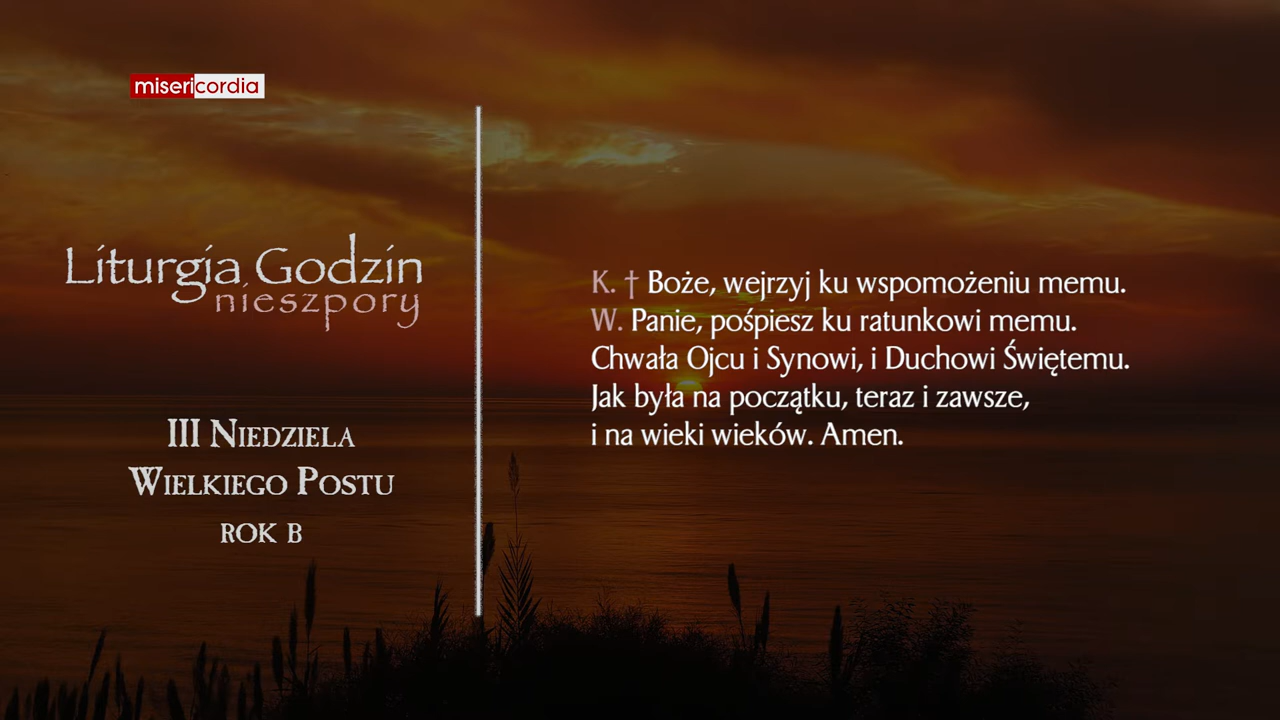 misericordia
Liturgia Godzin
nieszpory
III Niedziela
Wielkiego Postu
rok B
K. † Boże, wejrzyj ku wspomożeniu memu.
W. Panie, pośpiesz ku ratunkowi memu.
Chwała Ojcu i Synowi, i Duchowi Świętemu.
Jak była na początku, teraz i zawsze,
i na wieki wieków. Amen.